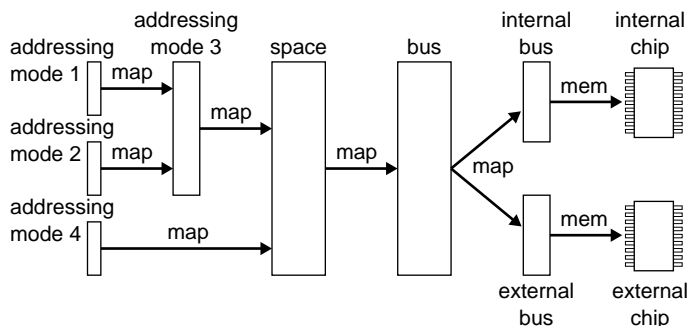 addressing
mode 3
internal
bus
internal
chip
addressing
mode 1
space
bus
map
map
mem
addressing
mode 2
map
map
map
map
addressing
mode 4
map
mem
external
bus
external
chip